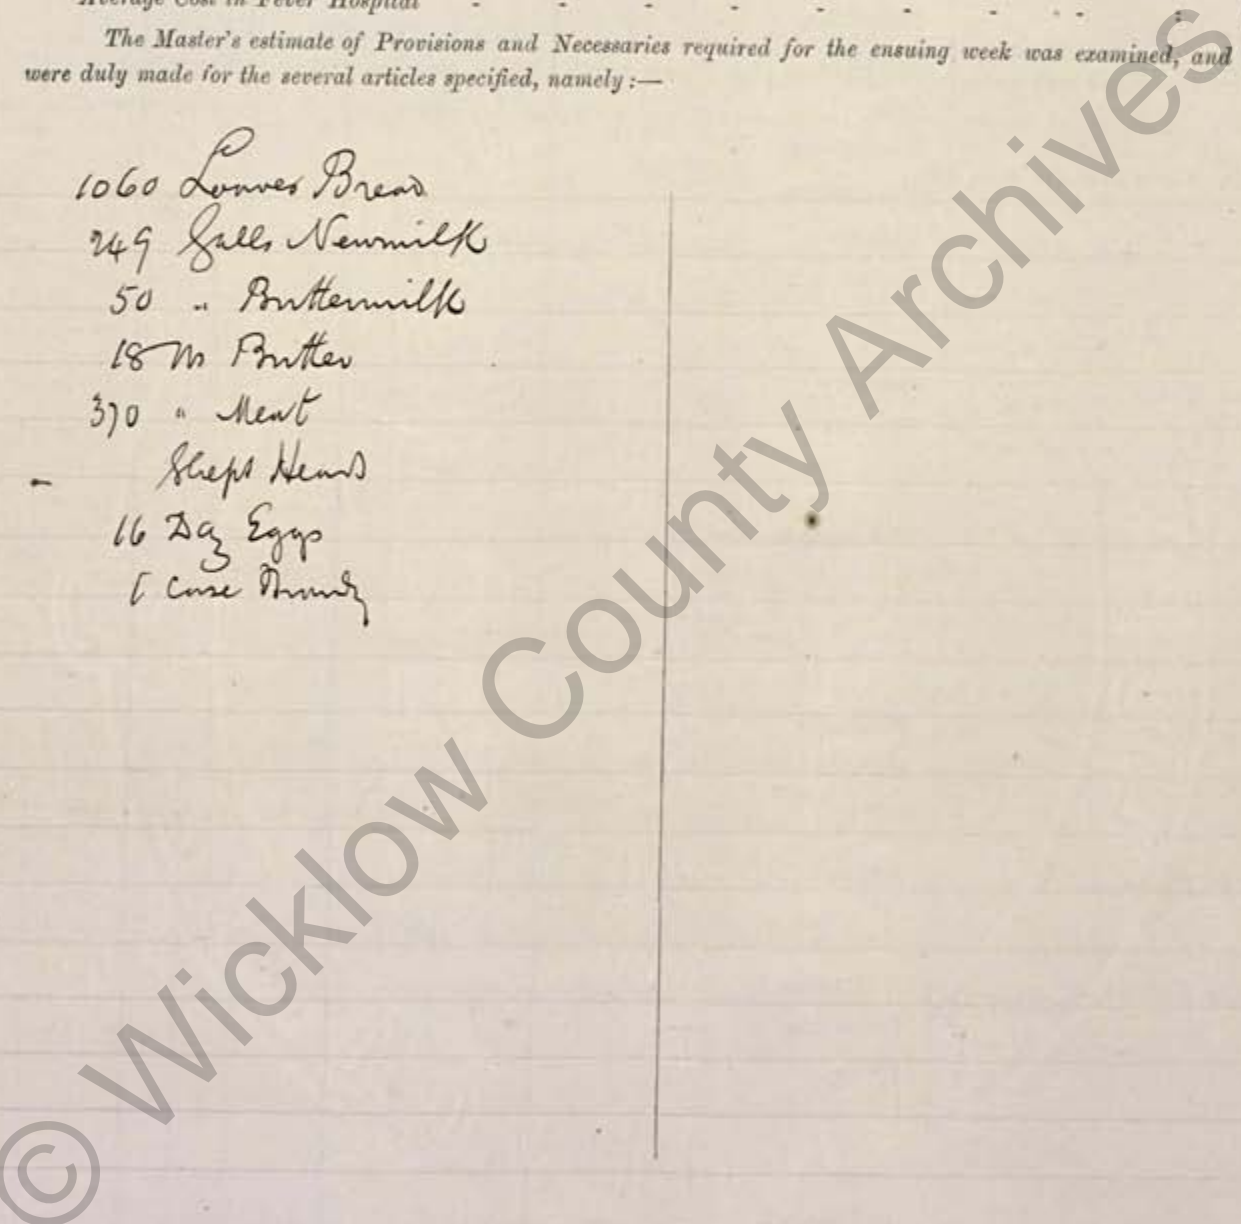 Average Cost in Fever Hospital
The Master's estimate of Provisions and Necessaries required for the ensuing week was examined, and
were duly made for the several articles specified, namely :—
1060 Loaves Bread
249 Galls Newmilk
50 " Buttermilk
18 lbs Butter
370 " Meat
Sheps Heads
16 Doz Eggs
1 Case Brandy
© Wicklow County Archives